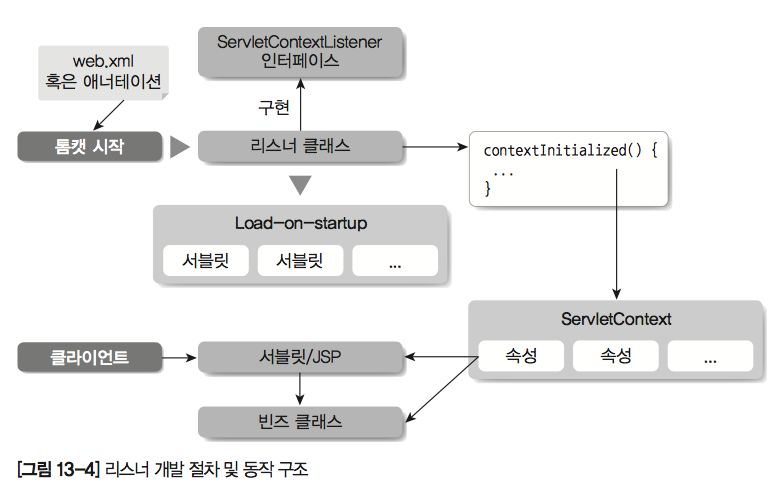 ServletContextListener
인터페이스
web.xml
혹은 애너테이션
구현
톰캣 시작
리스너 클래스
contextInitialized() {
...
}
Load-on-startup
서블릿
서블릿
...
ServletContext
속성
속성
...
클라이언트
서블릿/JSP
빈즈 클래스
[그림 13-4] 리스너 개발 절차 및 동작 구조